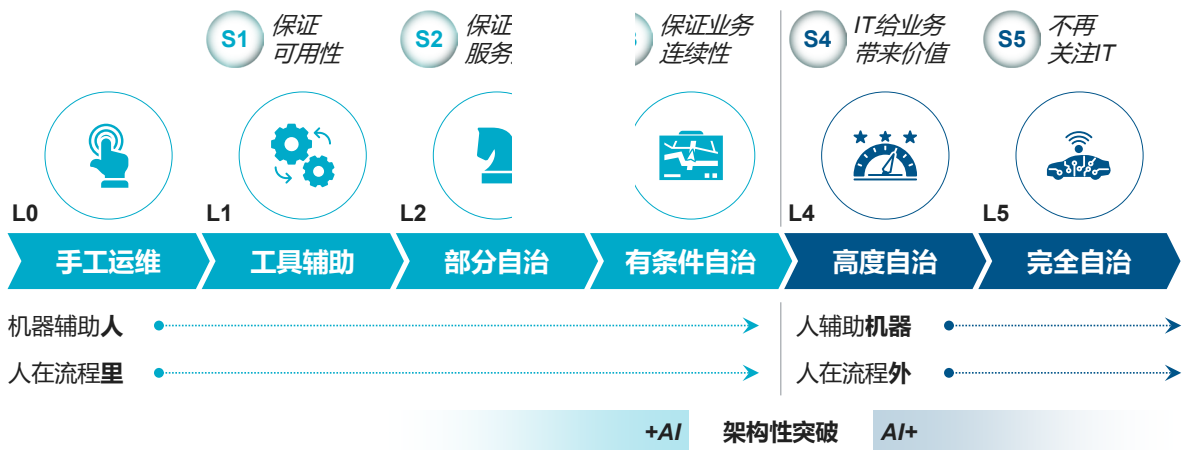 S1 保证
可用性
S2 保证
服务
保证业务
连续性
S4 IT给业务
带来价值
S5 不再
关注IT
L0
L1
L2
L4
L5
手工运维
工具辅助
部分自治
有条件自治
高度自治
完全自治
机器辅助人
人辅助机器
人在流程里
人在流程外
+AI
架构性突破
AI+